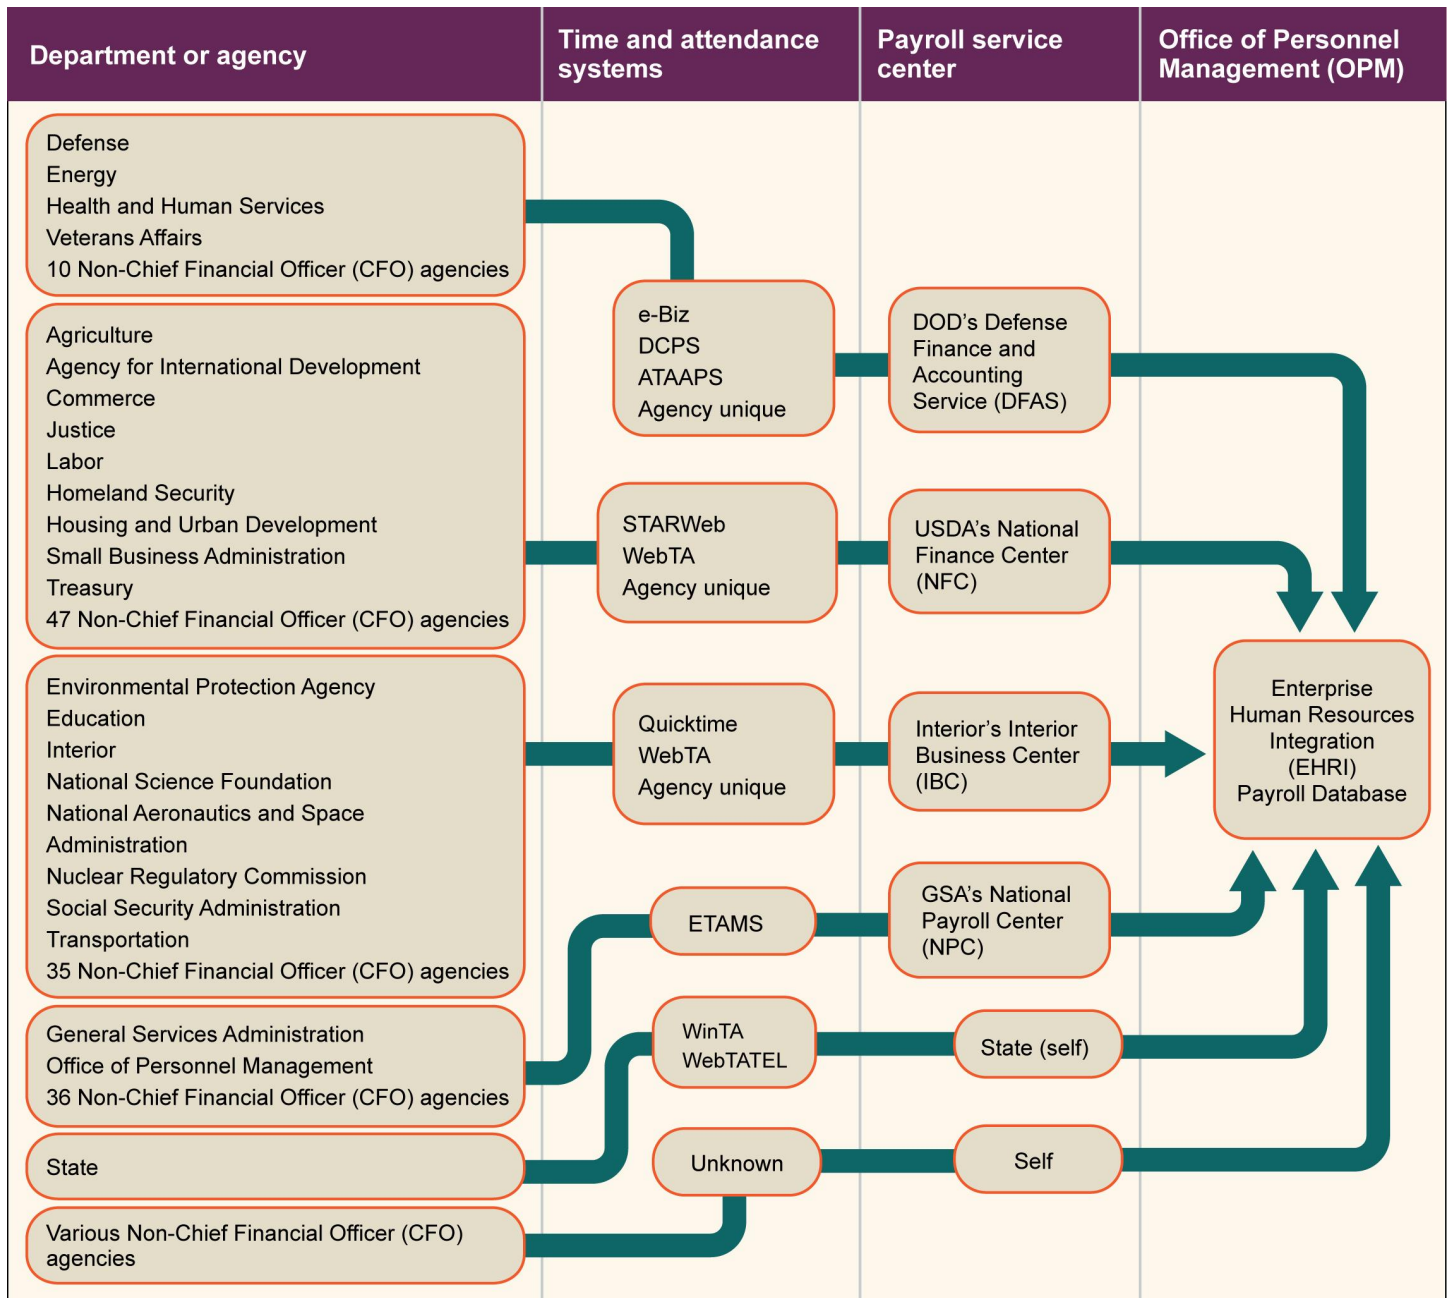 Department or agency
Time and attendance
systems
Payroll service
center
Office of Personnel
Management (OPM)
Defense
Energy
Health and Human Services
Veterans Affairs
10 Non-Chief Financial Officer (CFO) agencies
e-Biz
DCPS
ATAAPS
Agency unique
DOD's Defense
Finance and
Accounting
Service (DFAS)
Agriculture
Agency for International Development
Commerce
Justice
Labor
Homeland Security
Housing and Urban Development
Small Business Administration
Treasury
47 Non-Chief Financial Officer (CFO) agencies
STARWeb
WebTA
Agency unique
USDA's National
Finance Center
(NFC)
Environmental Protection Agency
Education
Interior
National Science Foundation
National Aeronautics and Space
Administration
Nuclear Regulatory Commission
Social Security Administration
Transportation
35 Non-Chief Financial Officer (CFO) agencies
Quicktime
WebTA
Agency unique
Interior's Interior
Business Center
(IBC)
Enterprise
Human Resources
Integration
(EHRI)
Payroll Database
General Services Administration
Office of Personnel Management
36 Non-Chief Financial Officer (CFO) agencies
ETAMS
GSA's National
Payroll Center
(NPC)
State
WinTA
WebTATEL
State (self)
Various Non-Chief Financial Officer (CFO)
agencies
Unknown
Self